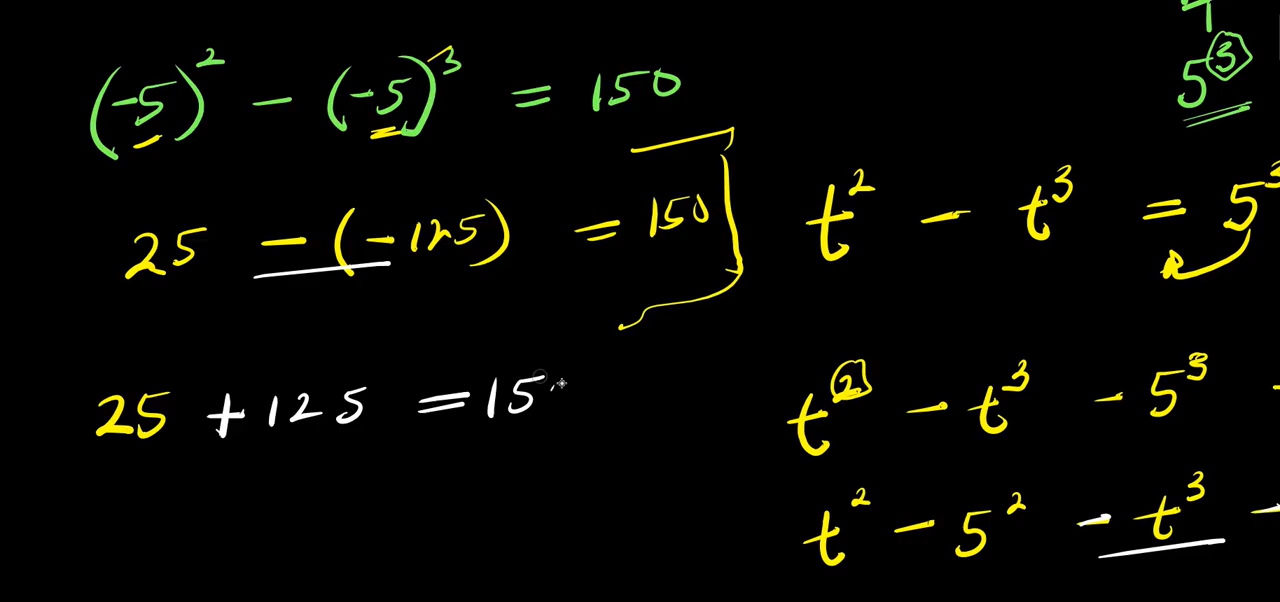 (-5)² - (-5)³ = 150
5³
25 - (-125) = 150
t² - t³ = 5³
25 + 125 = 15
t² - t³ - 5³
t² - 5² - t³ -